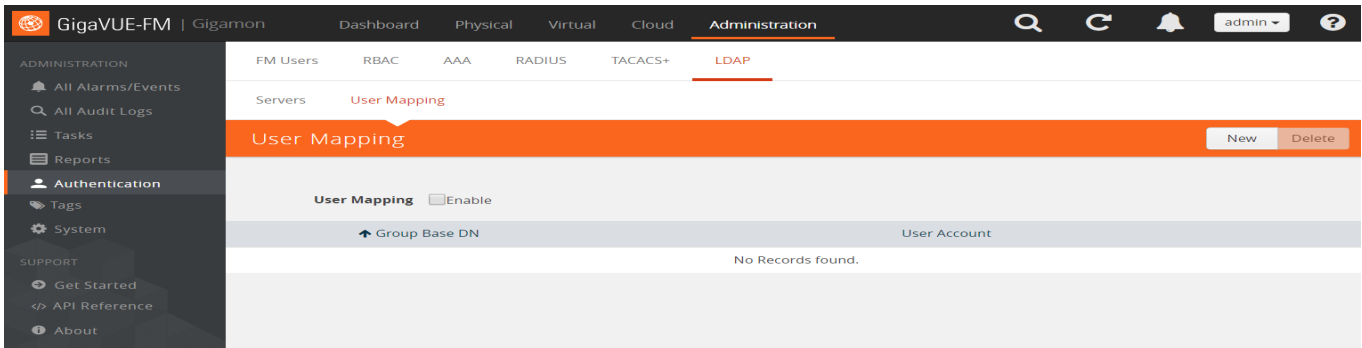 GigaVUE-FM | Gigamon Dashboard Physical Virtual Cloud Administration admin
ADMINISTRATION
All Alarms/Events
All Audit Logs
Tasks
Reports
Authentication
Tags
System
SUPPORT
Get Started
API Reference
About
FM Users RBAC AAA RADIUS TACACS+ LDAP
Servers User Mapping
User Mapping New Delete
User Mapping Enable
Group Base DN User Account
No Records found.